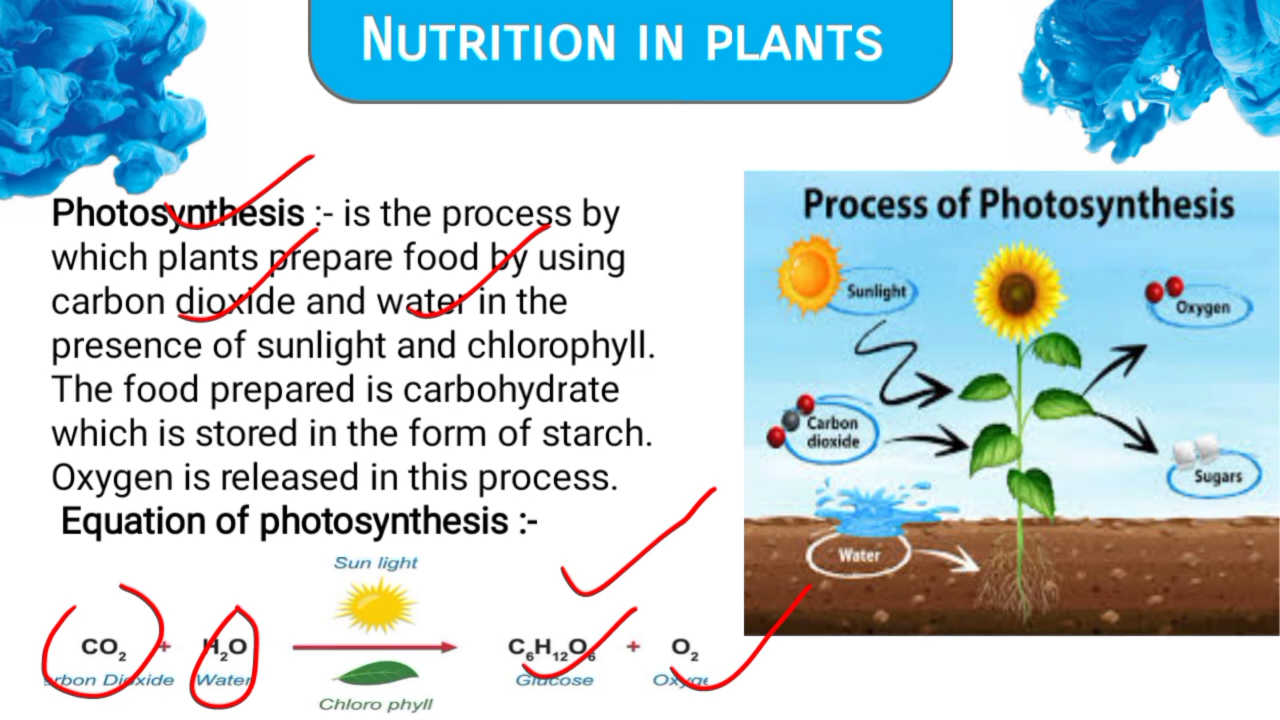 NUTRITION IN PLANTS
Photosynthesis :- is the process by
which plants prepare food by using
carbon dioxide and water in the
presence of sunlight and chlorophyll.
The food prepared is carbohydrate
which is stored in the form of starch.
Oxygen is released in this process.
Equation of photosynthesis :-
Sun light
CO₂ + H₂O C₆H₁₂O₆ + O₂
rbon Dioxide Water Glucose Oxyge
Chloro phyll
Process of Photosynthesis
Sunlight
Oxygen
Carbon
dioxide
Sugars
Water